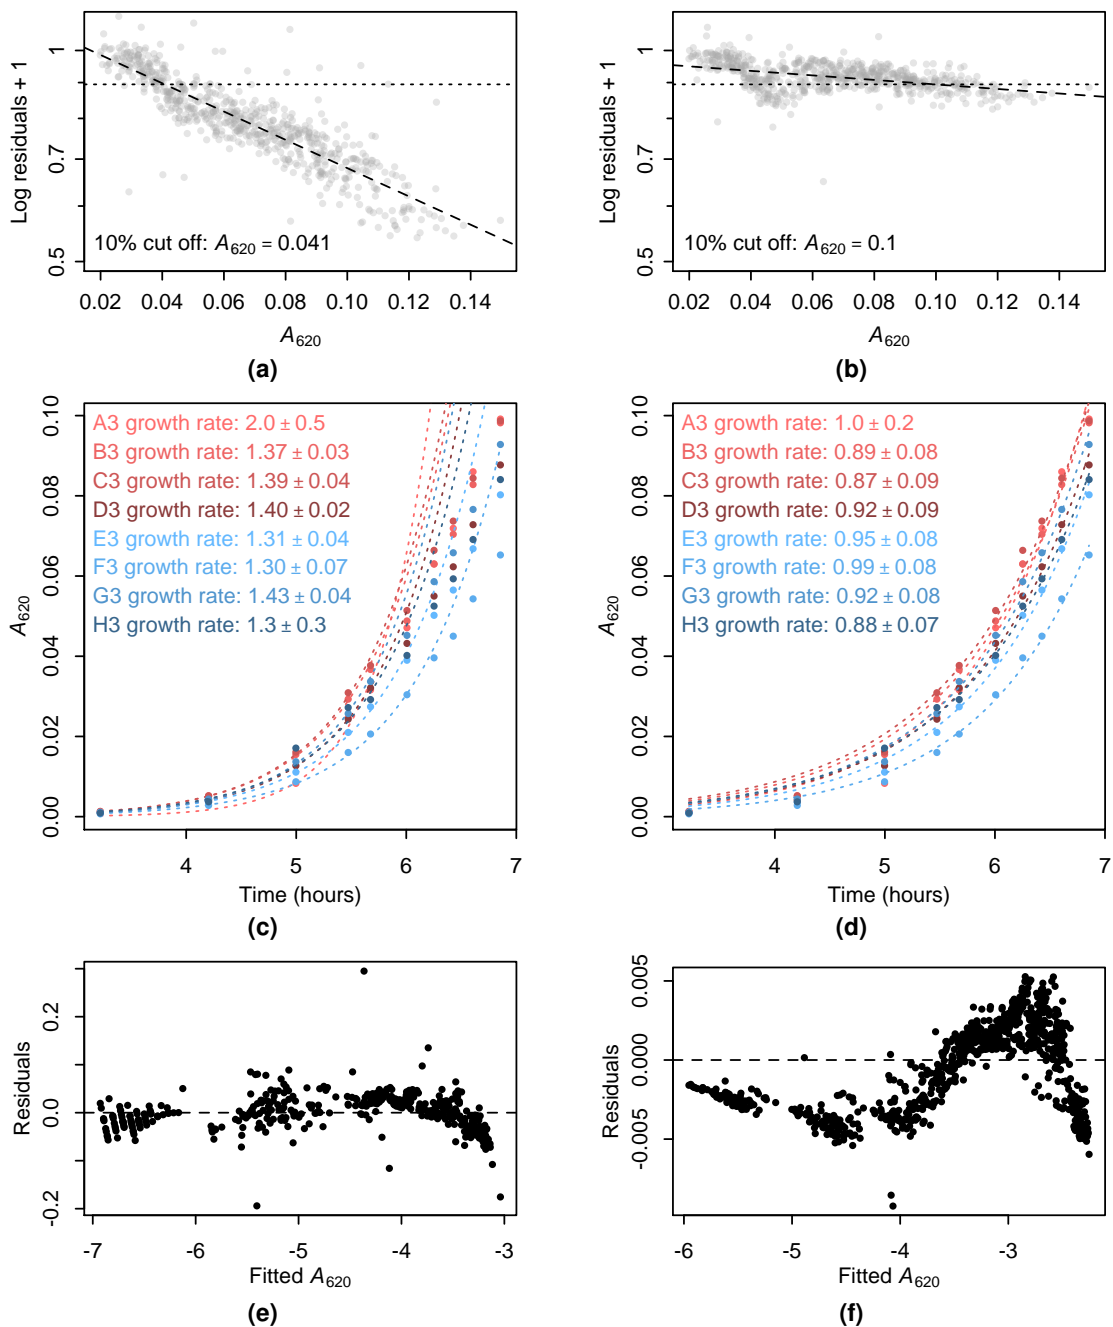 1
0.7
0.5
Log residuals + 1
10% cut off: A620 = 0.041
0.02 0.04 0.06 0.08 0.10 0.12 0.14
A620
(a)
1
0.7
0.5
Log residuals + 1
10% cut off: A620 = 0.1
0.02 0.04 0.06 0.08 0.10 0.12 0.14
A620
(b)
0.10
0.08
0.06
0.04
0.02
0.00
A620
A3 growth rate: 2.0 ± 0.5
B3 growth rate: 1.37 ± 0.03
C3 growth rate: 1.39 ± 0.04
D3 growth rate: 1.40 ± 0.02
E3 growth rate: 1.31 ± 0.04
F3 growth rate: 1.30 ± 0.07
G3 growth rate: 1.43 ± 0.04
H3 growth rate: 1.3 ± 0.3
4 5 6 7
Time (hours)
(c)
0.10
0.08
0.06
0.04
0.02
0.00
A620
A3 growth rate: 1.0 ± 0.2
B3 growth rate: 0.89 ± 0.08
C3 growth rate: 0.87 ± 0.09
D3 growth rate: 0.92 ± 0.09
E3 growth rate: 0.95 ± 0.08
F3 growth rate: 0.99 ± 0.08
G3 growth rate: 0.92 ± 0.08
H3 growth rate: 0.88 ± 0.07
4 5 6 7
Time (hours)
(d)
0.2
0.0
-0.2
Residuals
-7 -6 -5 -4 -3
Fitted A620
(e)
0.005
0.000
-0.005
Residuals
-6 -5 -4 -3
Fitted A620
(f)